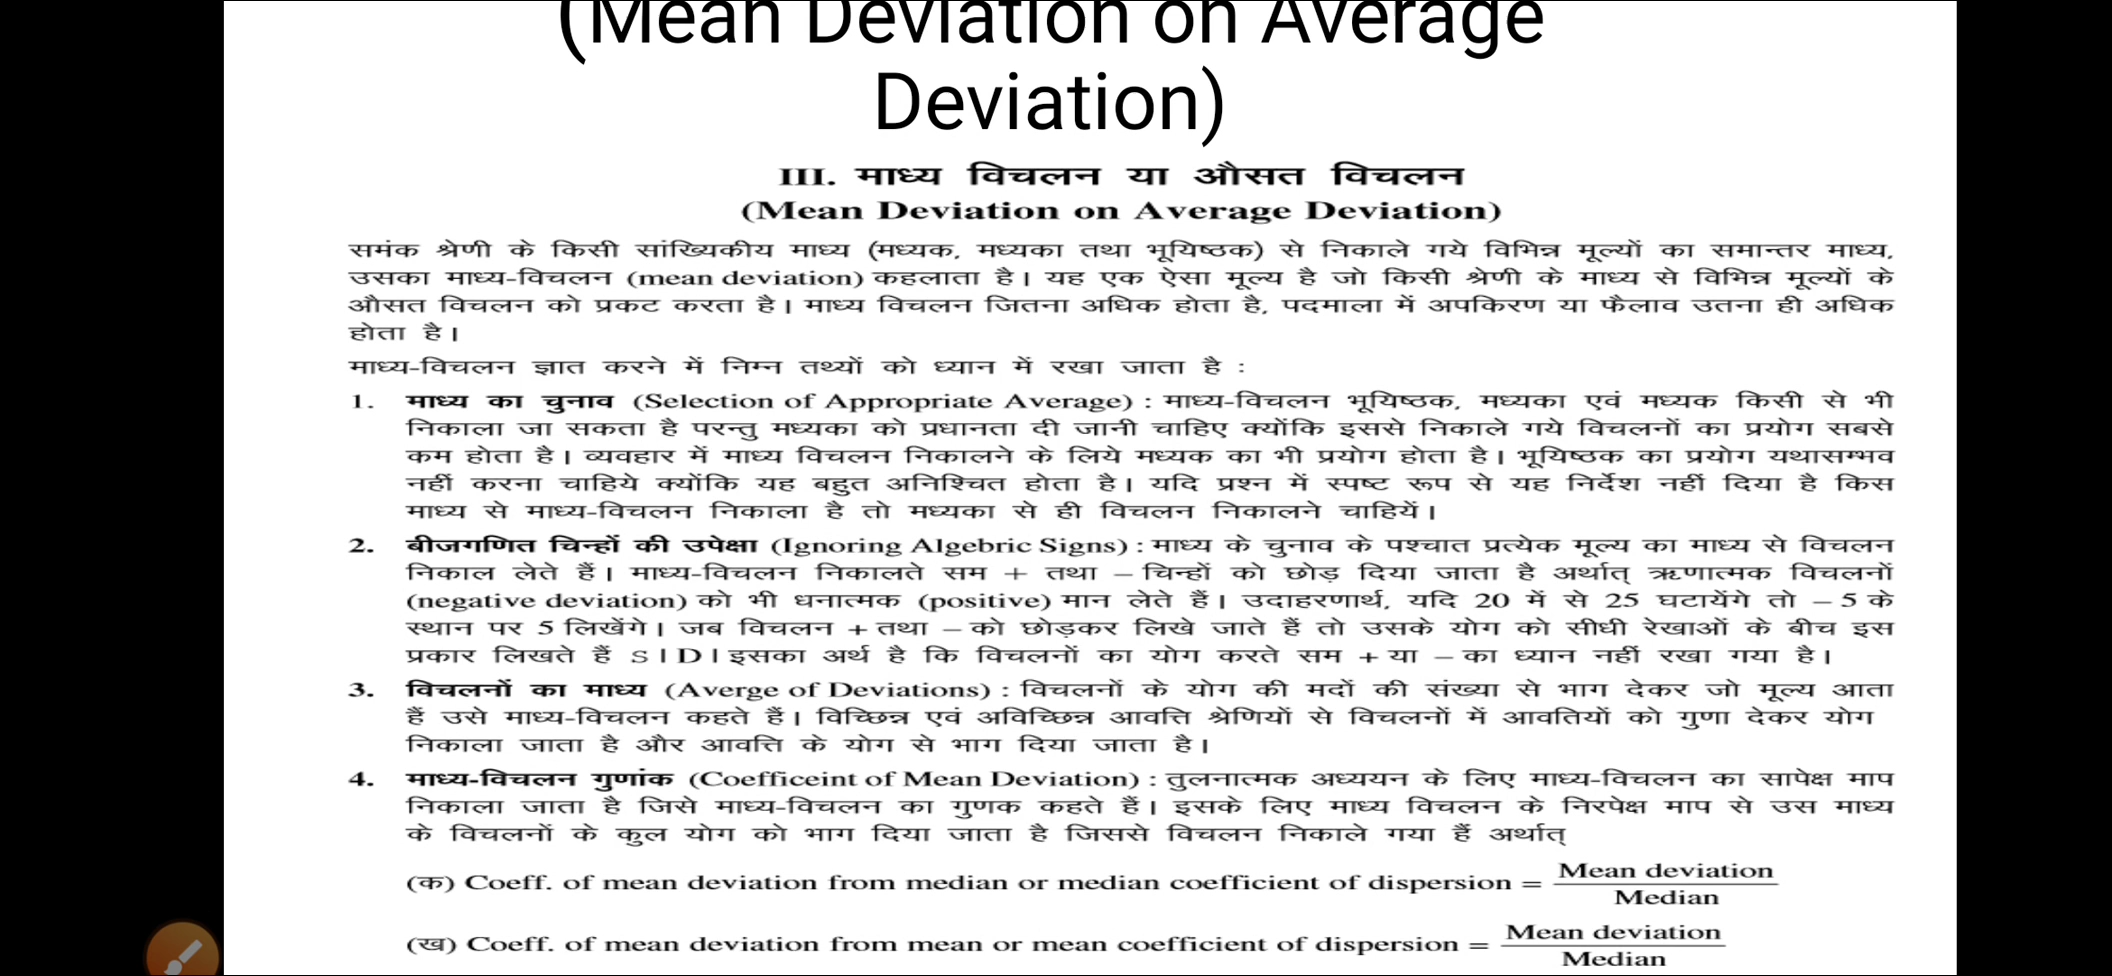 (Mean Deviation on Average
Deviation)
III. माध्य विचलन या औसत विचलन
(Mean Deviation on Average Deviation)
समंक श्रेणी के किसी सांख्यिकीय माध्य (मध्यक, मध्यका तथा भूयिष्ठक) से निकाले गये विभिन्न मूल्यों का समान्तर माध्य,
उसका माध्य-विचलन (mean deviation) कहलाता है। यह एक ऐसा मूल्य है जो किसी श्रेणी के माध्य से विभिन्न मूल्यों के
औसत विचलन को प्रकट करता है। माध्य विचलन जितना अधिक होता है, पदमाला में अपकिरण या फैलाव उतना ही अधिक
होता है।
माध्य-विचलन ज्ञात करने में निम्न तथ्यों को ध्यान में रखा जाता है :
1. माध्य का चुनाव (Selection of Appropriate Average) : माध्य-विचलन भूयिष्ठक, मध्यका एवं मध्यक किसी से भी
निकाला जा सकता है परन्तु मध्यका को प्रधानता दी जानी चाहिए क्योंकि इससे निकाले गये विचलनों का प्रयोग सबसे
कम होता है। व्यवहार में माध्य विचलन निकालने के लिये मध्यक का भी प्रयोग होता है। भूयिष्ठक का प्रयोग यथासम्भव
नहीं करना चाहिये क्योंकि यह बहुत अनिश्चित होता है। यदि प्रश्न में स्पष्ट रूप से यह निर्देश नहीं दिया है किस
माध्य से माध्य-विचलन निकाला है तो मध्यका से ही विचलन निकालने चाहियें।
2. बीजगणित चिन्हों की उपेक्षा (Ignoring Algebric Signs) : माध्य के चुनाव के पश्चात प्रत्येक मूल्य का माध्य से विचलन
निकाल लेते हैं। माध्य-विचलन निकालते सम + तथा – चिन्हों को छोड़ दिया जाता है अर्थात् ऋणात्मक विचलनों
(negative deviation) को भी धनात्मक (positive) मान लेते हैं। उदाहरणार्थ, यदि 20 में से 25 घटायेंगे तो – 5 के
स्थान पर 5 लिखेंगे। जब विचलन + तथा – को छोड़कर लिखे जाते हैं तो उसके योग को सीधी रेखाओं के बीच इस
प्रकार लिखते हैं S | D | इसका अर्थ है कि विचलनों का योग करते सम + या – का ध्यान नहीं रखा गया है।
3. विचलनों का माध्य (Averge of Deviations) : विचलनों के योग की मदों की संख्या से भाग देकर जो मूल्य आता
हैं उसे माध्य-विचलन कहते हैं। विच्छिन्न एवं अविच्छिन्न आवत्ति श्रेणियों से विचलनों में आवतियों को गुणा देकर योग
निकाला जाता है और आवत्ति के योग से भाग दिया जाता है।
4. माध्य-विचलन गुणांक (Coefficeint of Mean Deviation) : तुलनात्मक अध्ययन के लिए माध्य-विचलन का सापेक्ष माप
निकाला जाता है जिसे माध्य-विचलन का गुणक कहते हैं। इसके लिए माध्य विचलन के निरपेक्ष माप से उस माध्य
के विचलनों के कुल योग को भाग दिया जाता है जिससे विचलन निकाले गया हैं अर्थात्
(क) Coeff. of mean deviation from median or median coefficient of dispersion = Mean deviation
Median
(ख) Coeff. of mean deviation from mean or mean coefficient of dispersion = Mean deviation
Median